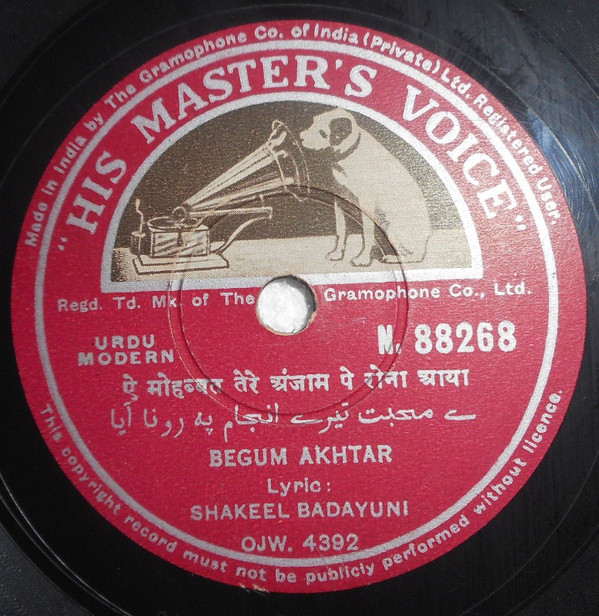 Made in India by The Gramophone Co. of India (Private) Ltd. Registered User.
"HIS MASTER'S VOICE"
Regd. Td. Mk. of The Gramophone Co., Ltd.
URDU
MODERN
N. 88268
ऐ मोहब्बत तेरे अंजाम पे रोना आया
ے محبت تیرے انجام پہ رونا آیا
BEGUM AKHTAR
Lyric:
SHAKEEL BADAYUNI
OJW. 4392
This copyright record must not be publicly performed without licence.